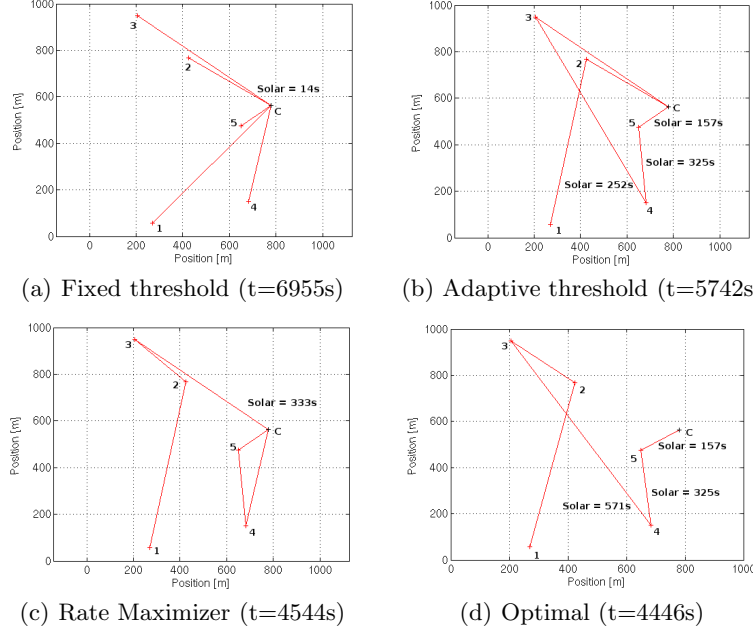 1000
800
600
400
200
0
Position [m]
3
2
Solar = 14s
C
5
4
1
0 200 400 600 800 1000
Position [m]
(a) Fixed threshold (t=6955s)
1000
800
600
400
200
0
Position [m]
3
2
C
5
Solar = 157s
Solar = 325s
Solar = 252s
4
1
0 200 400 600 800 1000
Position [m]
(b) Adaptive threshold (t=5742s
1000
800
600
400
200
0
Position [m]
3
2
Solar = 333s
C
5
4
1
0 200 400 600 800 1000
Position [m]
(c) Rate Maximizer (t=4544s)
1000
800
600
400
200
0
Position [m]
3
2
C
Solar = 157s
5
Solar = 325s
Solar = 571s
4
1
0 200 400 600 800 1000
Position [m]
(d) Optimal (t=4446s)